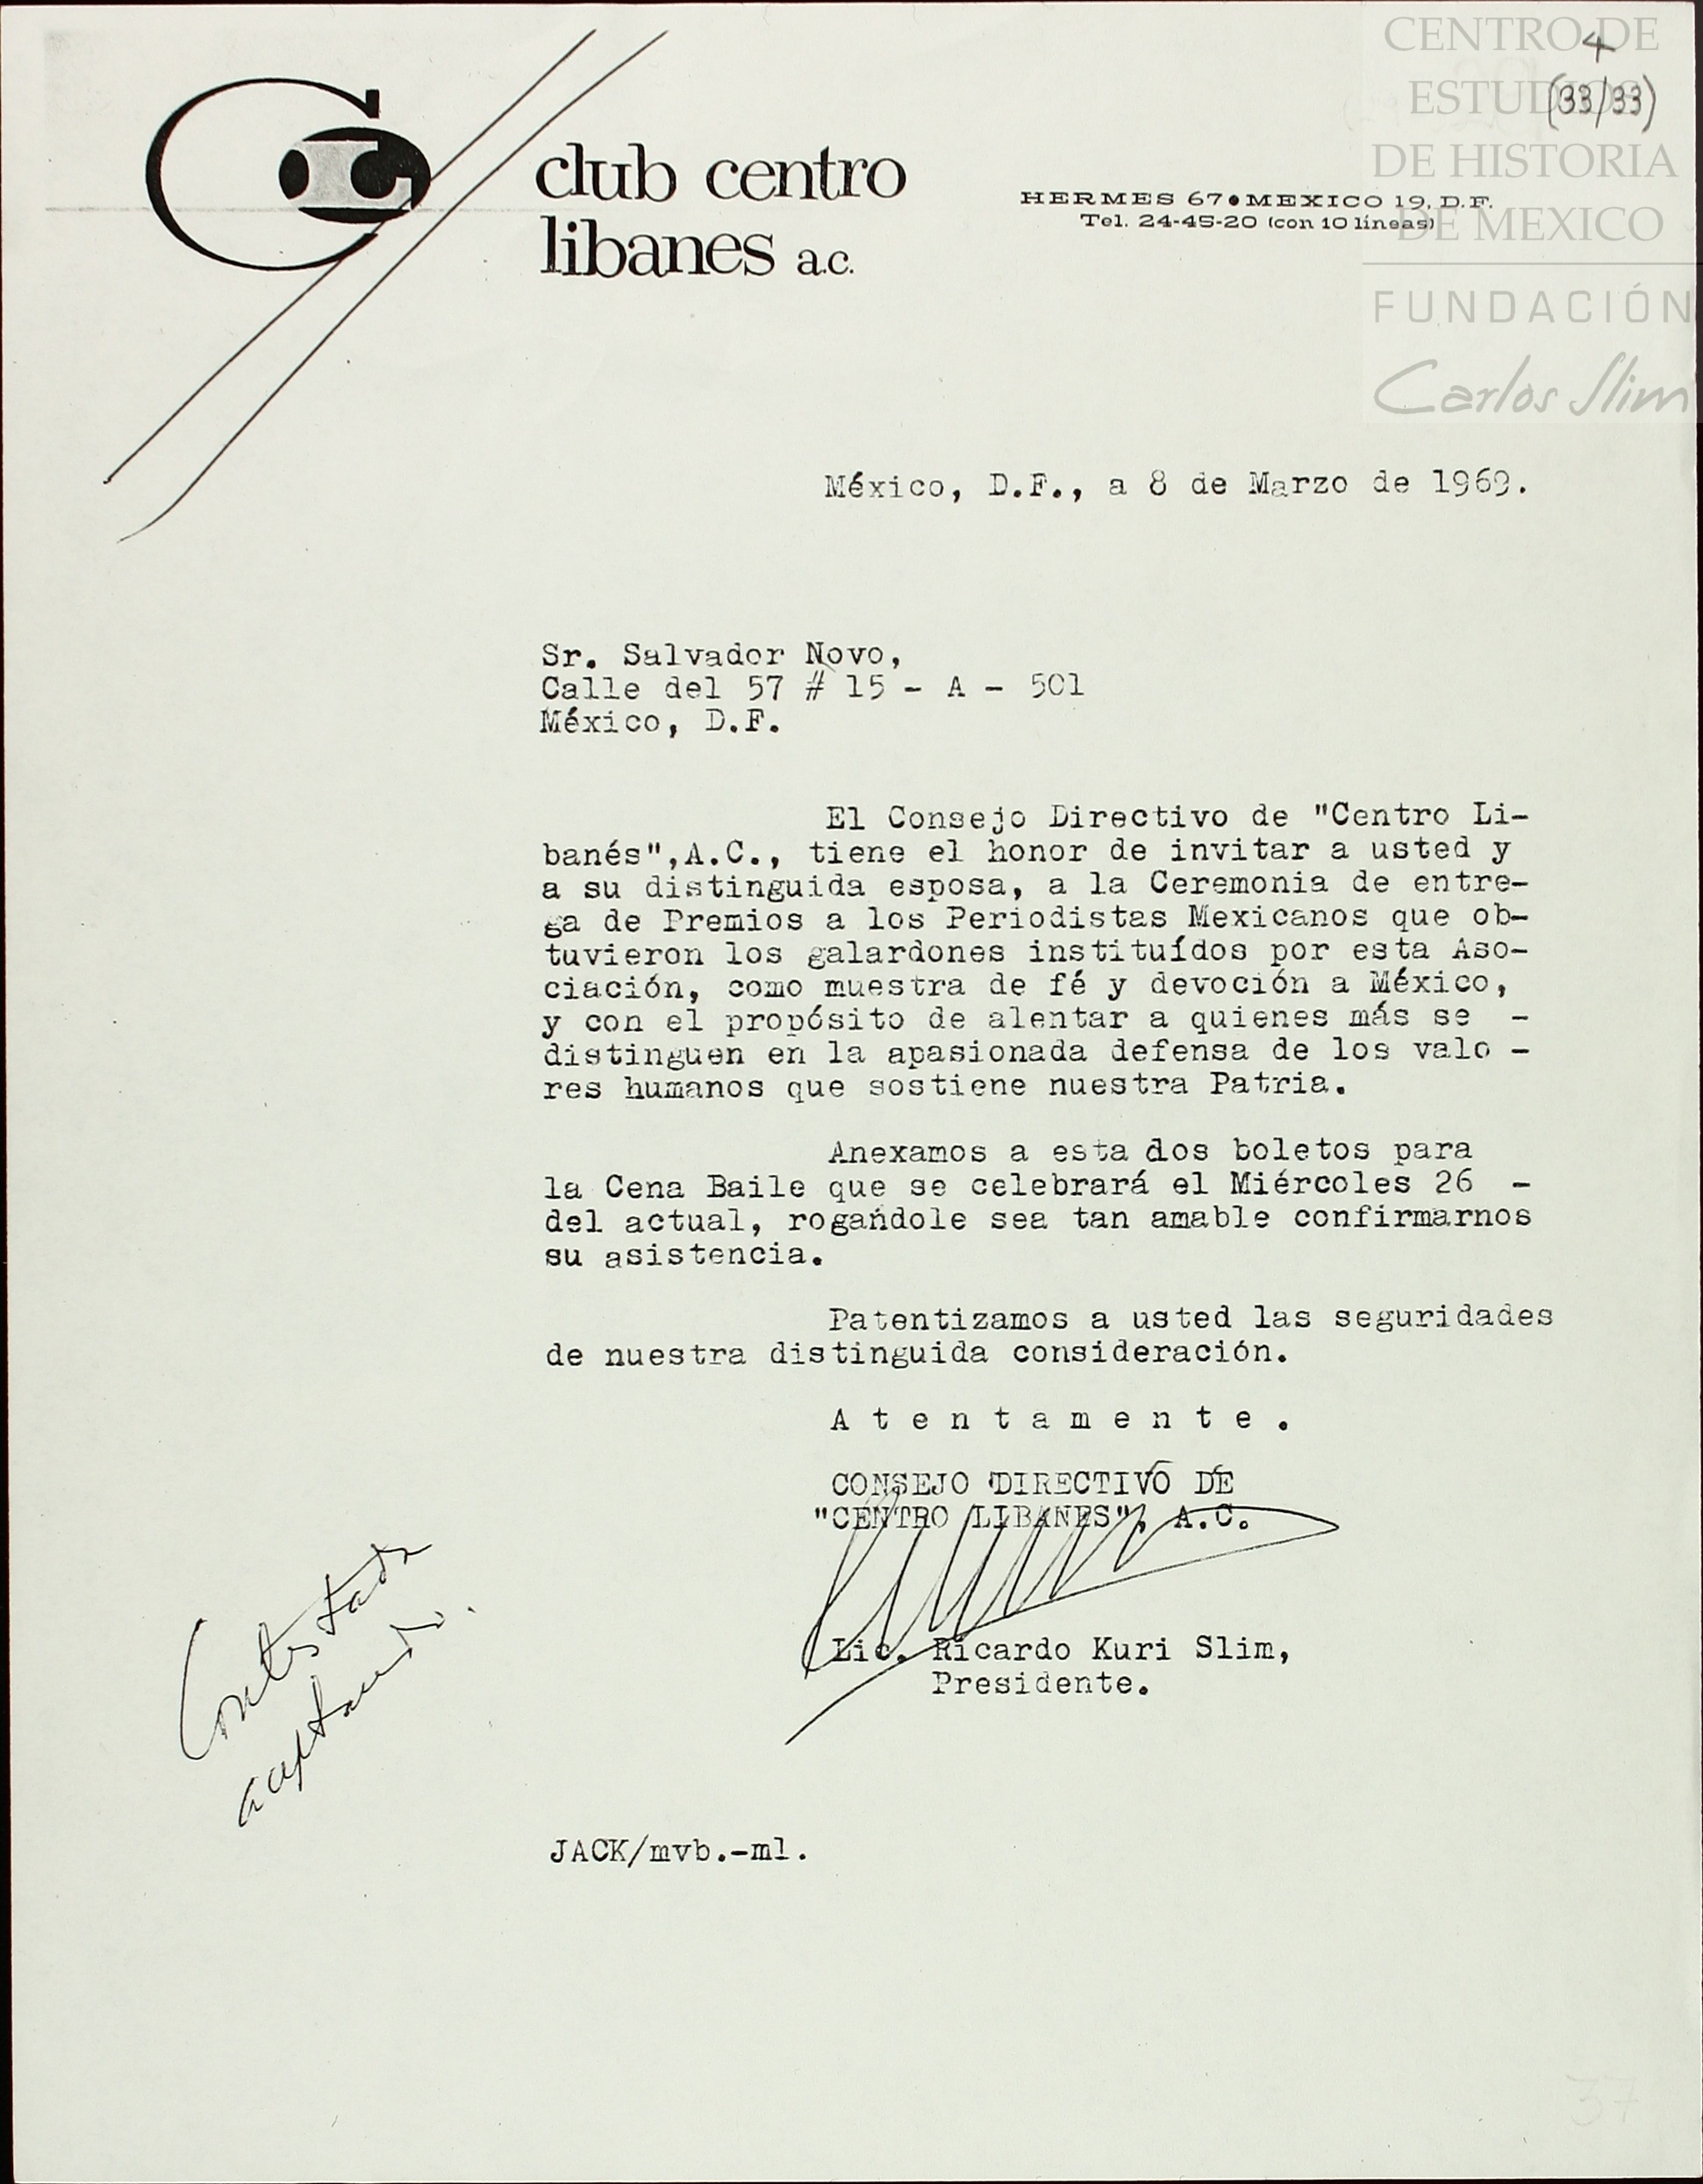 CENTRO DE
ESTUDIOS
DE HISTORIA
DE MEXICO
FUNDACIÓN
Carlos Slim
4
(33/33)
club centro
libanes a.c.
HERMES 67 • MEXICO 19, D.F.
Tel. 24-45-20 (con 10 líneas)
México, D.F., a 8 de Marzo de 1969.
Sr. Salvador Novo,
Calle del 57 # 15 - A - 501
México, D.F.
El Consejo Directivo de "Centro Li-
banés",A.C., tiene el honor de invitar a usted y
a su distinguida esposa, a la Ceremonia de entre-
ga de Premios a los Periodistas Mexicanos que ob-
tuvieron los galardones instituídos por esta Aso-
ciación, como muestra de fé y devoción a México,
y con el propósito de alentar a quienes más se -
distinguen en la apasionada defensa de los valo -
res humanos que sostiene nuestra Patria.
Anexamos a esta dos boletos para
la Cena Baile que se celebrará el Miércoles 26 -
del actual, rogándole sea tan amable confirmarnos
su asistencia.
Patentizamos a usted las seguridades
de nuestra distinguida consideración.
A t e n t a m e n t e .
CONSEJO DIRECTIVO DE
"CENTRO LIBANES", A.C.
Lic. Ricardo Kuri Slim,
Presidente.
Contestada
aceptando.
JACK/mvb.-ml.
37